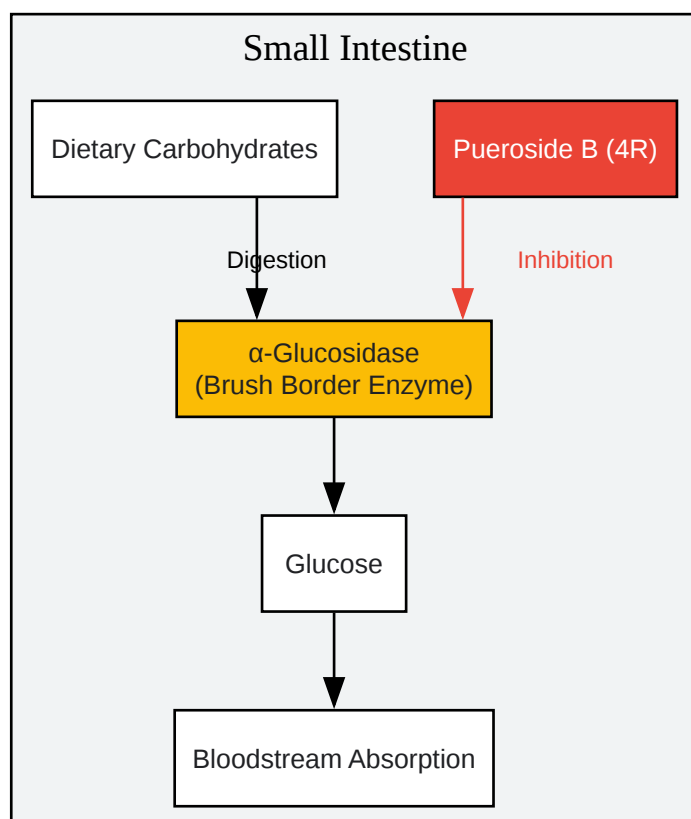 Small Intestine
Dietary Carbohydrates
Pueroside B (4R)
Digestion
Inhibition
α-Glucosidase
(Brush Border Enzyme)
Glucose
Bloodstream Absorption